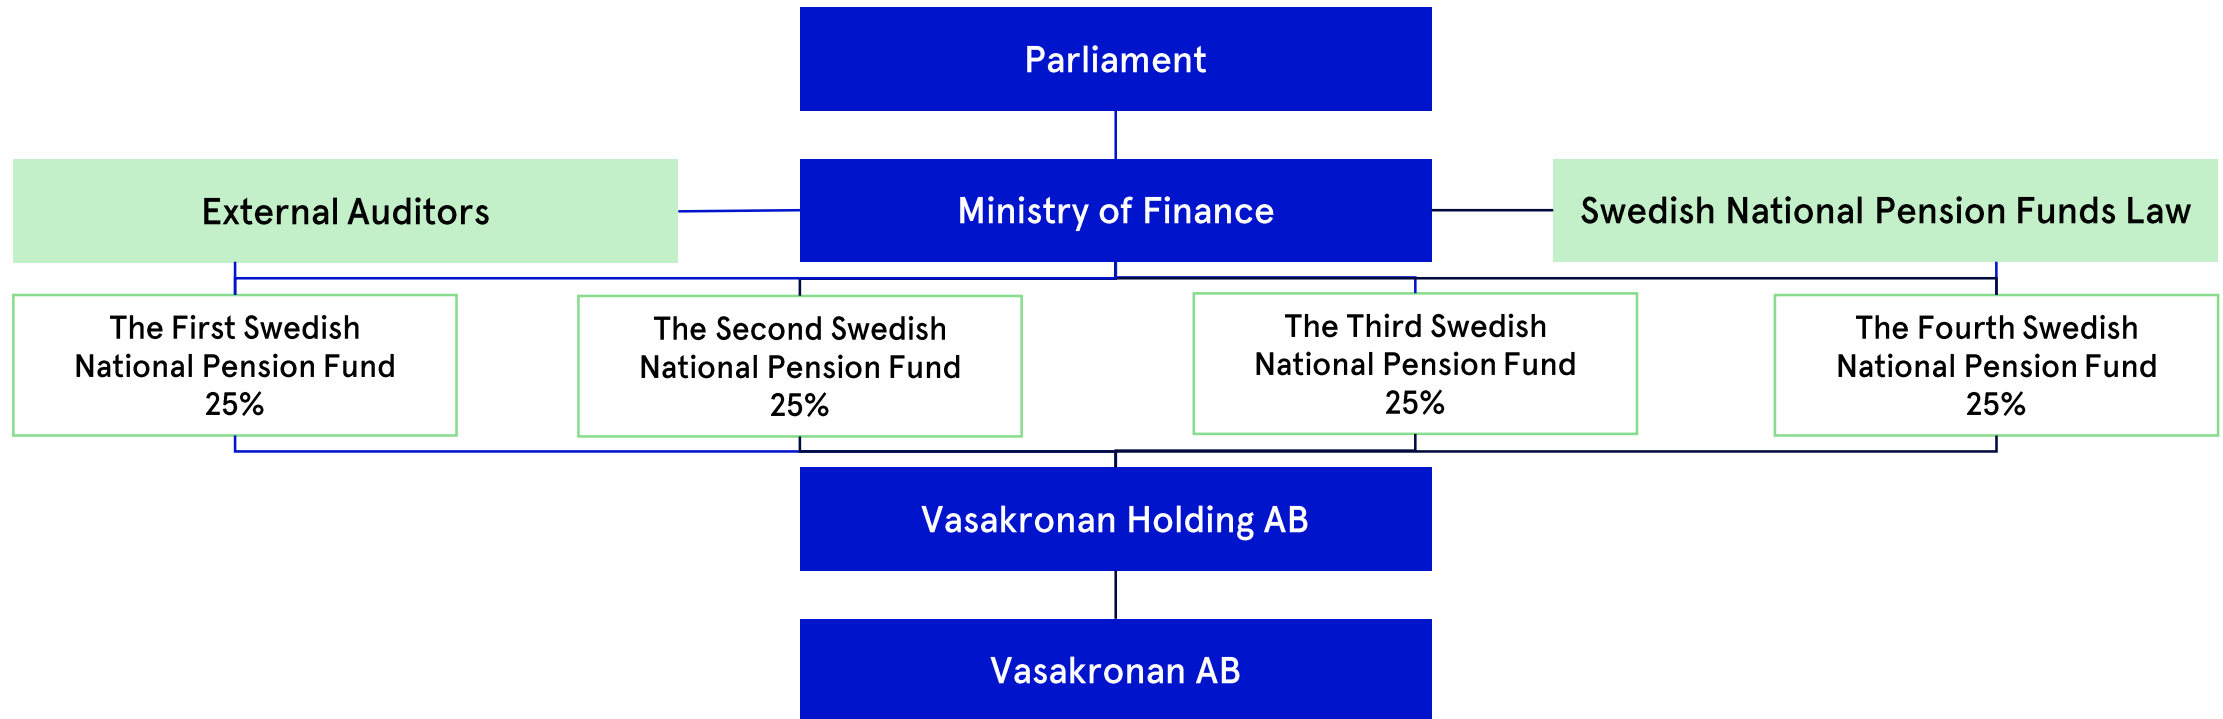 Parliament
External Auditors
Ministry of Finance
Swedish National Pension Funds Law
The First Swedish
National Pension Fund
25%
The Second Swedish
National Pension Fund
25%
The Third Swedish
National Pension Fund
25%
The Fourth Swedish
National Pension Fund
25%
Vasakronan Holding AB
Vasakronan AB